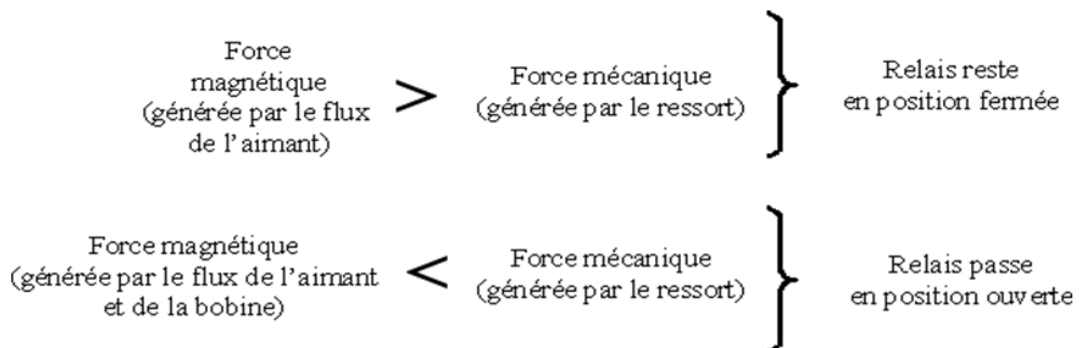 Force
magnétique
(générée par le flux
de l'aimant)
>
Force mécanique
(générée par le ressort)
Relais reste
en position fermée
Force magnétique
(générée par le flux de l'aimant
et de la bobine)
<
Force mécanique
(générée par le ressort)
Relais passe
en position ouverte